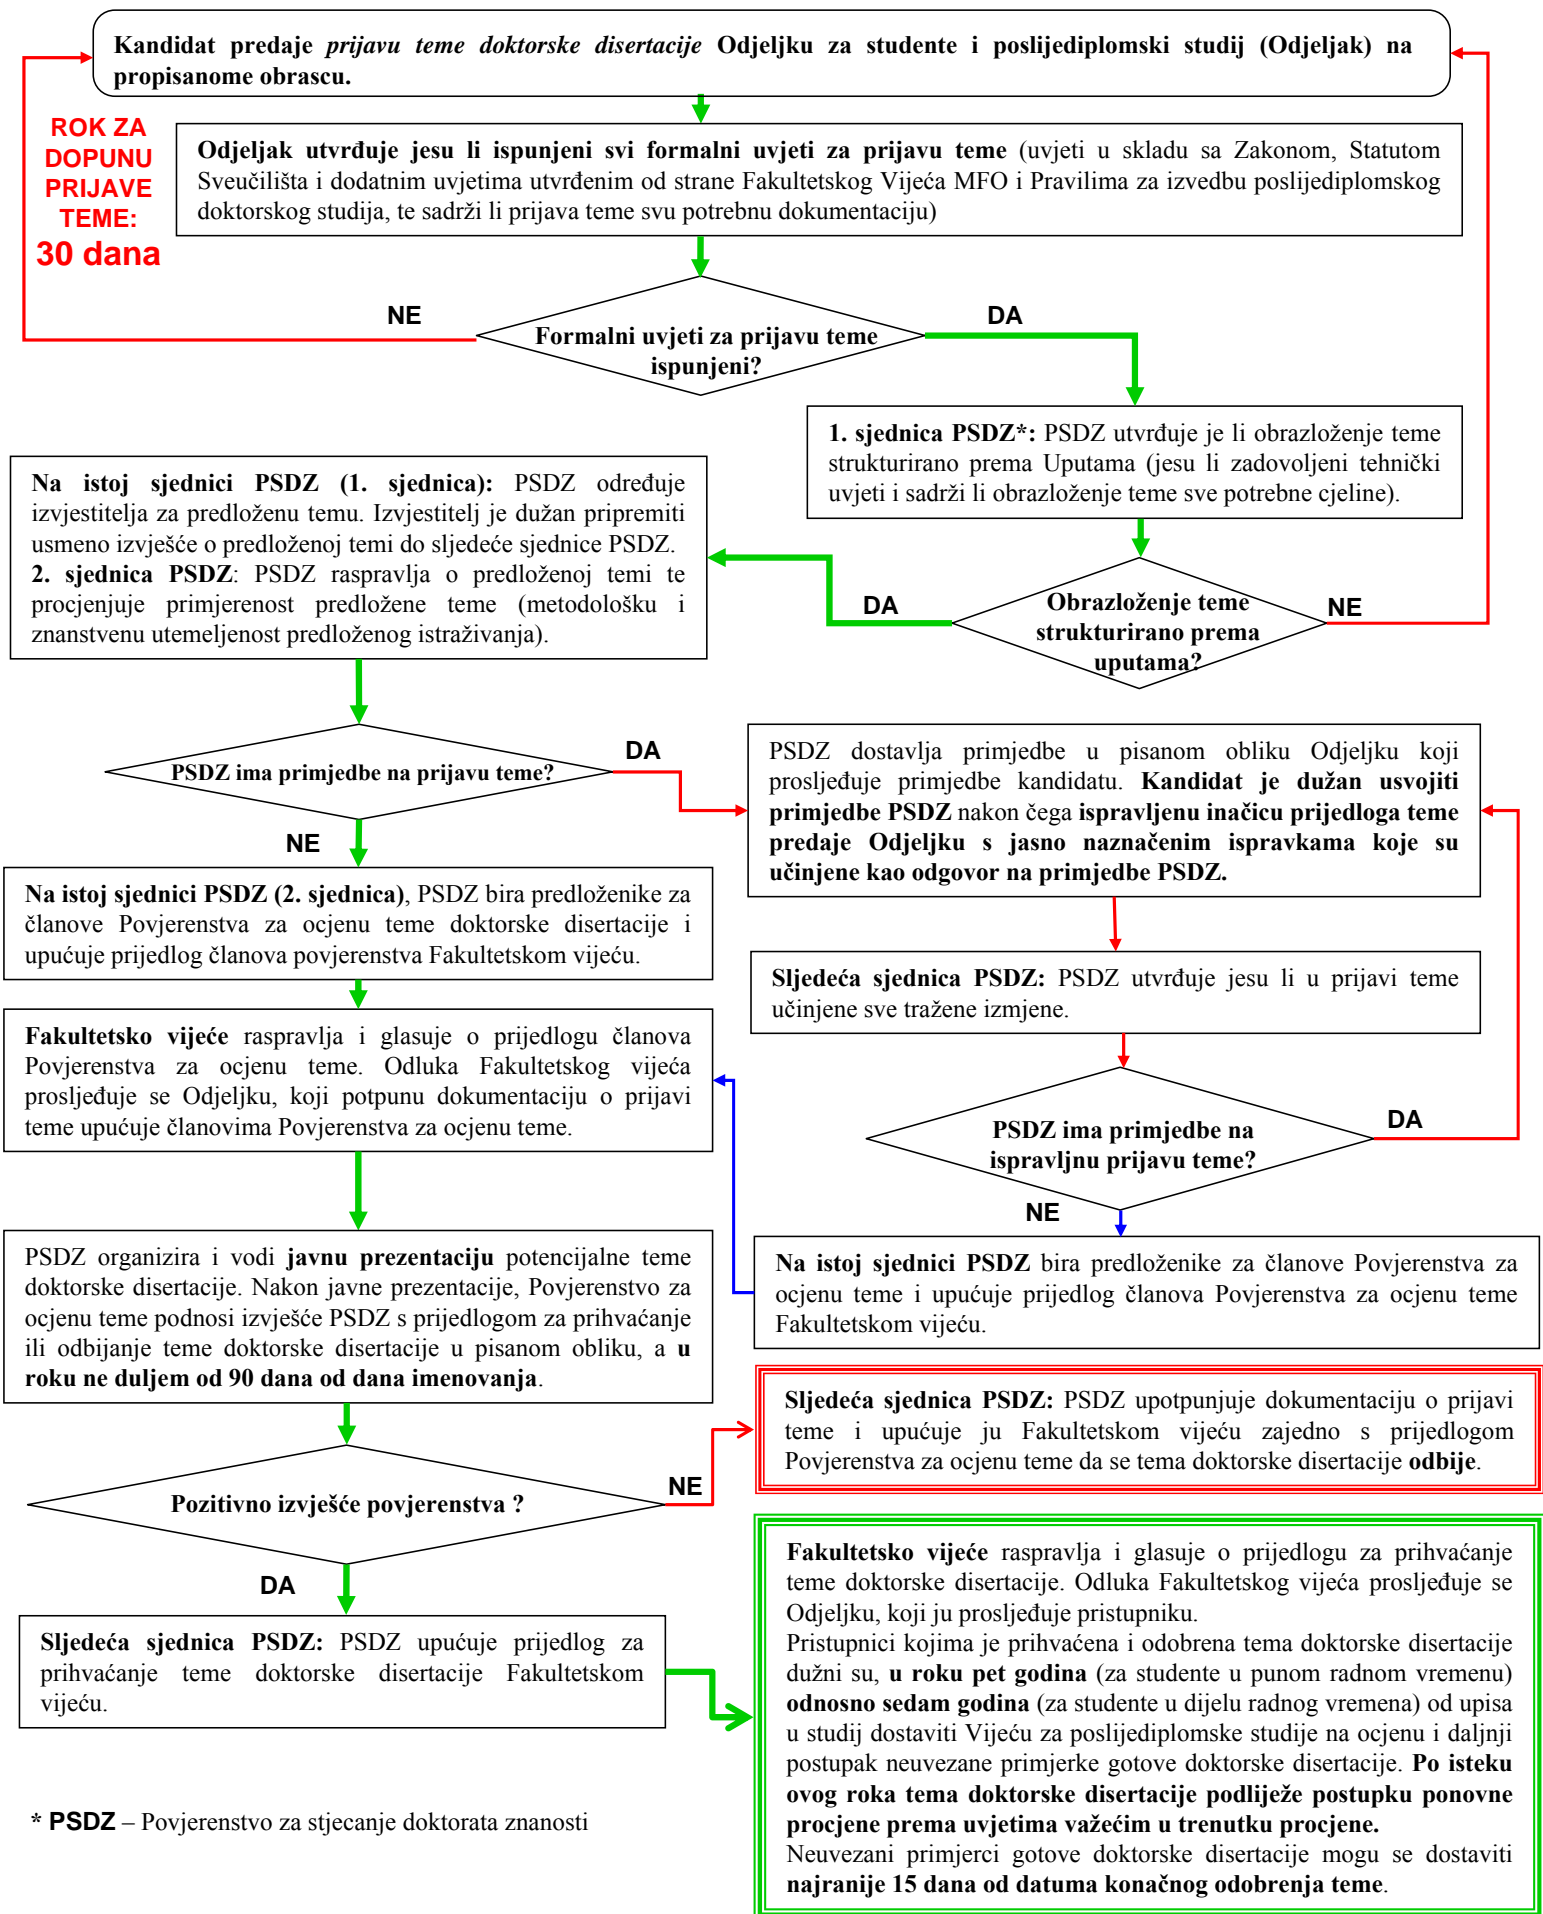 Kandidat predaje prijavu teme doktorske disertacije Odjeljku za studente i poslijediplomski studij (Odjeljak) na
propisanome obrascu.
ROK ZA
DOPUNU
PRIJAVE
TEME:
30 dana
Odjeljak utvrđuje jesu li ispunjeni svi formalni uvjeti za prijavu teme (uvjeti u skladu sa Zakonom, Statutom
Sveučilišta i dodatnim uvjetima utvrđenim od strane Fakultetskog Vijeća MFO i Pravilima za izvedbu poslijediplomskog
doktorskog studija, te sadrži li prijava teme svu potrebnu dokumentaciju)
NE
DA
Formalni uvjeti za prijavu teme
ispunjeni?
1. sjednica PSDZ*: PSDZ utvrđuje je li obrazloženje teme
strukturirano prema Uputama (jesu li zadovoljeni tehnički
uvjeti i sadrži li obrazloženje teme sve potrebne cjeline).
Na istoj sjednici PSDZ (1. sjednica): PSDZ određuje
izvjestitelja za predloženu temu. Izvjestitelj je dužan pripremiti
usmeno izvješće o predloženoj temi do sljedeće sjednice PSDZ.
2. sjednica PSDZ: PSDZ raspravlja o predloženoj temi te
procjenjuje primjerenost predložene teme (metodološku i
znanstvenu utemeljenost predloženog istraživanja).
DA
Obrazloženje teme
strukturirano prema
uputama?
NE
PSDZ ima primjedbe na prijavu teme?
DA
NE
PSDZ dostavlja primjedbe u pisanom obliku Odjeljku koji
prosljeđuje primjedbe kandidatu. Kandidat je dužan usvojiti
primjedbe PSDZ nakon čega ispravljenu inačicu prijedloga teme
predaje Odjeljku s jasno naznačenim ispravkama koje su
učinjene kao odgovor na primjedbe PSDZ.
Na istoj sjednici PSDZ (2. sjednica), PSDZ bira predloženike za
članove Povjerenstva za ocjenu teme doktorske disertacije i
upućuje prijedlog članova povjerenstva Fakultetskom vijeću.
Sljedeća sjednica PSDZ: PSDZ utvrđuje jesu li u prijavi teme
učinjene sve tražene izmjene.
Fakultetsko vijeće raspravlja i glasuje o prijedlogu članova
Povjerenstva za ocjenu teme. Odluka Fakultetskog vijeća
prosljeđuje se Odjeljku, koji potpunu dokumentaciju o prijavi
teme upućuje članovima Povjerenstva za ocjenu teme.
PSDZ ima primjedbe na
ispravljnu prijavu teme?
DA
NE
PSDZ organizira i vodi javnu prezentaciju potencijalne teme
doktorske disertacije. Nakon javne prezentacije, Povjerenstvo za
ocjenu teme podnosi izvješće PSDZ s prijedlogom za prihvaćanje
ili odbijanje teme doktorske disertacije u pisanom obliku, a u
roku ne duljem od 90 dana od dana imenovanja.
Na istoj sjednici PSDZ bira predloženike za članove Povjerenstva za
ocjenu teme i upućuje prijedlog članova Povjerenstva za ocjenu teme
Fakultetskom vijeću.
Sljedeća sjednica PSDZ: PSDZ upotpunjuje dokumentaciju o prijavi
teme i upućuje ju Fakultetskom vijeću zajedno s prijedlogom
Povjerenstva za ocjenu teme da se tema doktorske disertacije odbije.
Pozitivno izvješće povjerenstva ?
NE
DA
Sljedeća sjednica PSDZ: PSDZ upućuje prijedlog za
prihvaćanje teme doktorske disertacije Fakultetskom
vijeću.
Fakultetsko vijeće raspravlja i glasuje o prijedlogu za prihvaćanje
teme doktorske disertacije. Odluka Fakultetskog vijeća prosljeđuje se
Odjeljku, koji ju prosljeđuje pristupniku.
Pristupnici kojima je prihvaćena i odobrena tema doktorske disertacije
dužni su, u roku pet godina (za studente u punom radnom vremenu)
odnosno sedam godina (za studente u dijelu radnog vremena) od upisa
u studij dostaviti Vijeću za poslijediplomske studije na ocjenu i daljnji
postupak neuvezane primjerke gotove doktorske disertacije. Po isteku
ovog roka tema doktorske disertacije podliježe postupku ponovne
procjene prema uvjetima važećim u trenutku procjene.
Neuvezani primjerci gotove doktorske disertacije mogu se dostaviti
najranije 15 dana od datuma konačnog odobrenja teme.
* PSDZ – Povjerenstvo za stjecanje doktorata znanosti